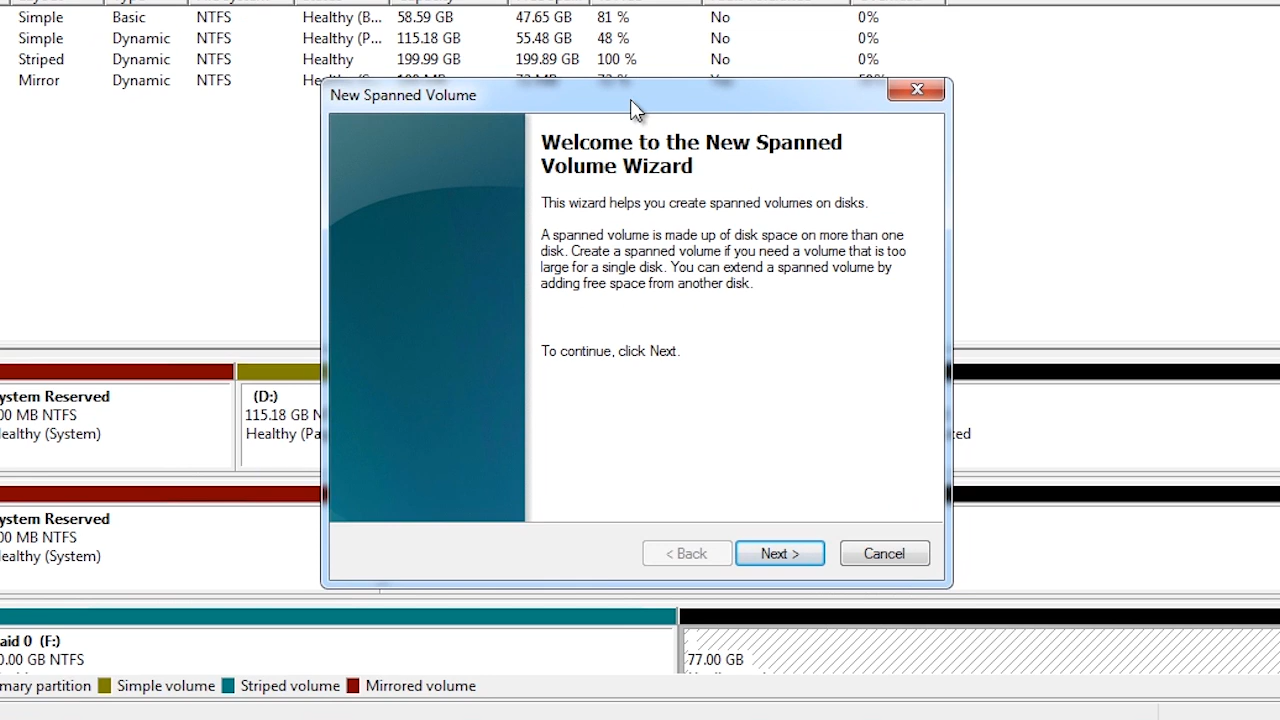 Simple Basic NTFS Healthy (B... 58.59 GB 47.65 GB 81 % No 0%
Simple Dynamic NTFS Healthy (P... 115.18 GB 55.48 GB 48 % No 0%
Striped Dynamic NTFS Healthy 199.99 GB 199.89 GB 100 % No 0%
Mirror Dynamic NTFS
New Spanned Volume
Welcome to the New Spanned
Volume Wizard
This wizard helps you create spanned volumes on disks.
A spanned volume is made up of disk space on more than one
disk. Create a spanned volume if you need a volume that is too
large for a single disk. You can extend a spanned volume by
adding free space from another disk.
To continue, click Next.
< Back Next > Cancel
ystem Reserved (D:)
00 MB NTFS 115.18 GB N
ealthy (System) Healthy (Pa zed
ystem Reserved
00 MB NTFS
ealthy (System)
aid 0 (F:)
0.00 GB NTFS 77.00 GB
mary partition Simple volume Striped volume Mirrored volume